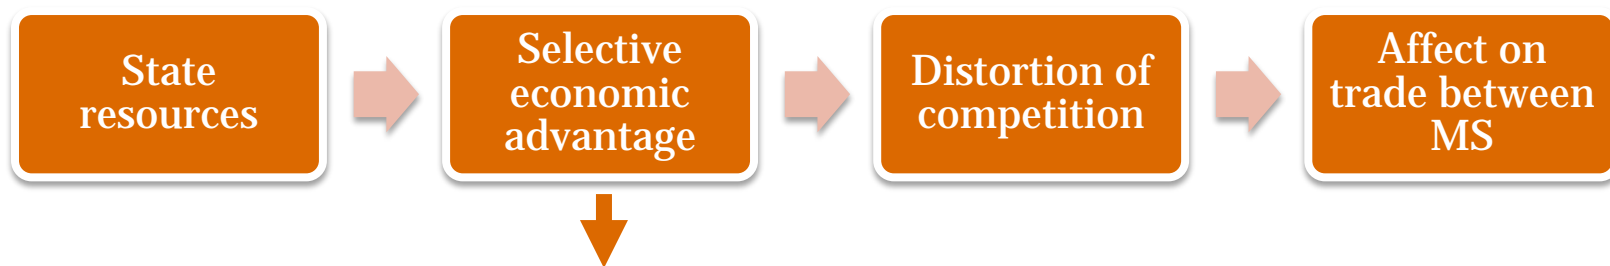 State
resources
Selective
economic
advantage
Distortion of
competition
Affect on
trade between
MS